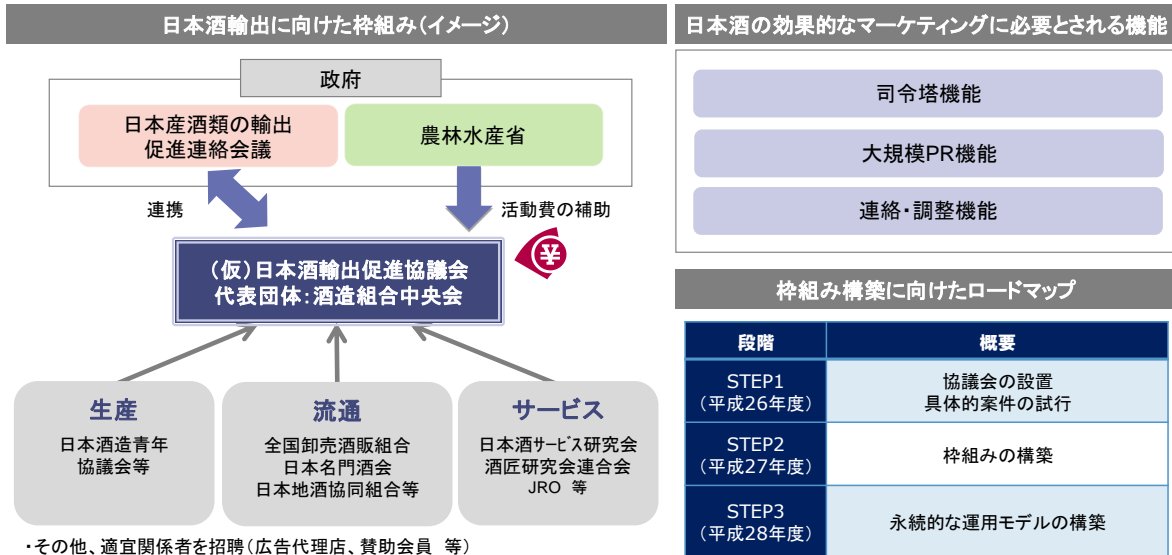 日本酒輸出に向けた枠組み(イメージ)
政府
日本産酒類の輸出
促進連絡会議
農林水産省
連携
活動費の補助
¥
(仮)日本酒輸出促進協議会
代表団体:酒造組合中央会
生産
日本酒造青年
協議会等
流通
全国卸売酒販組合
日本名門酒会
日本地酒協同組合等
サービス
日本酒サービス研究会
酒匠研究会連合会
JRO 等
・その他、適宜関係者を招聘(広告代理店、賛助会員 等)
日本酒の効果的なマーケティングに必要とされる機能
司令塔機能
大規模PR機能
連絡・調整機能
枠組み構築に向けたロードマップ
段階 概要
STEP1
(平成26年度)
協議会の設置
具体的案件の試行
STEP2
(平成27年度)
枠組みの構築
STEP3
(平成28年度)
永続的な運用モデルの構築